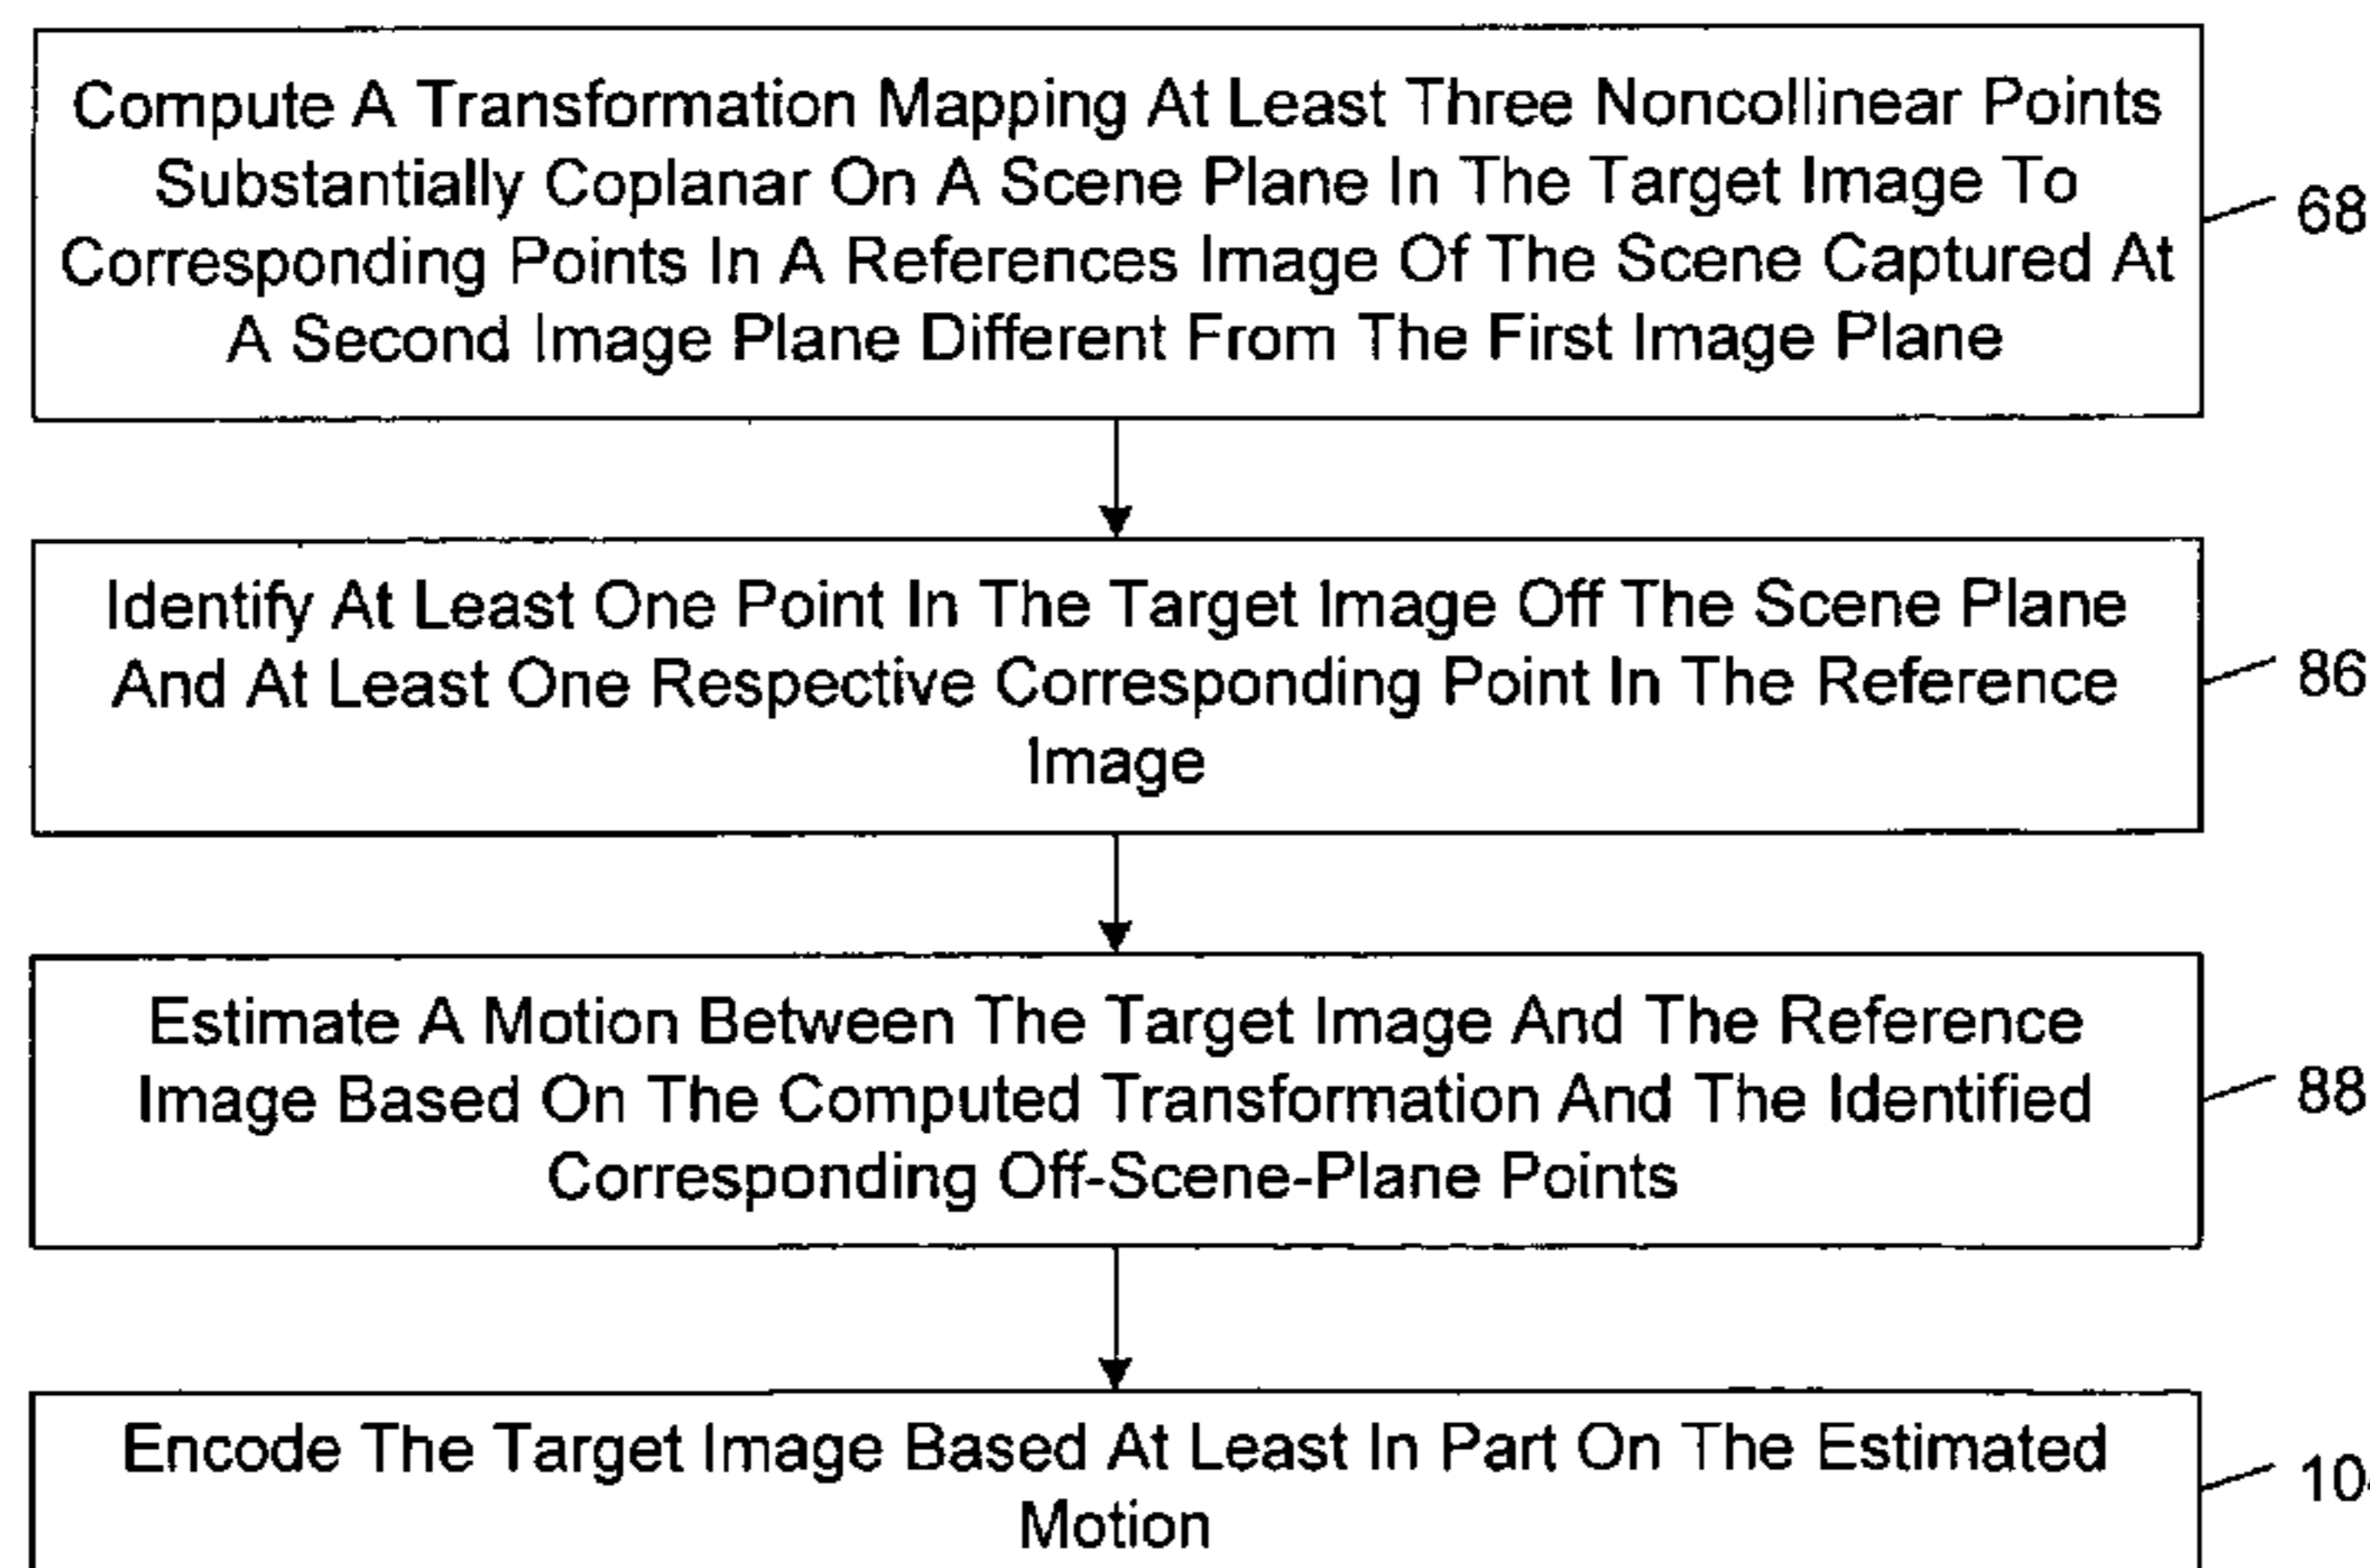 Compute A Transformation Mapping At Least Three Noncollinear Points
Substantially Coplanar On A Scene Plane In The Target Image To
Corresponding Points In A References Image Of The Scene Captured At
A Second Image Plane Different From The First Image Plane
68
Identify At Least One Point In The Target Image Off The Scene Plane
And At Least One Respective Corresponding Point In The Reference
Image
86
Estimate A Motion Between The Target Image And The Reference
Image Based On The Computed Transformation And The Identified
Corresponding Off-Scene-Plane Points
88
Encode The Target Image Based At Least In Part On The Estimated
Motion